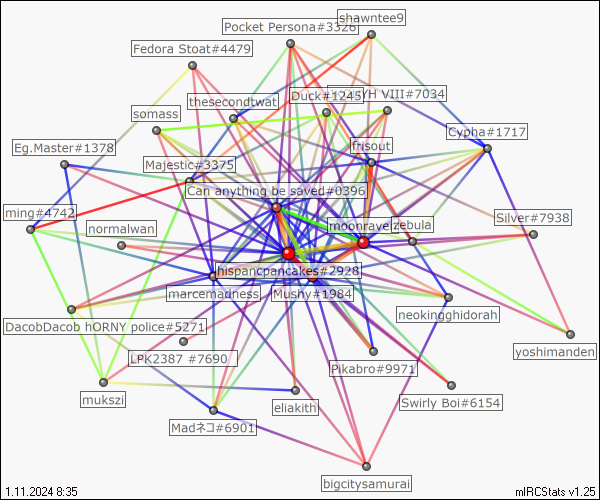 shawntee9
Pocket Persona#3326
Fedora Stoat#4479
Duck#1245
YH VIII#7034
thesecondtwat
somass
Cypha#1717
frisout
Eg.Master#1378
Majestic#3375
Can anything be saved#0396
ming#4742
Silver#7938
normalwan
zebula
hispancpancakes#2928
marcemadness
Mushy#1984
neokingghidorah
DacobDacob hORNY police#5271
yoshimanden
LPK2387 #7690
Pikabro#9971
mukszi
eliakith
Swirly Boi#6154
Madネコ#6901
bigcitysamurai
1.11.2024 8:35
mIRCStats v1.25